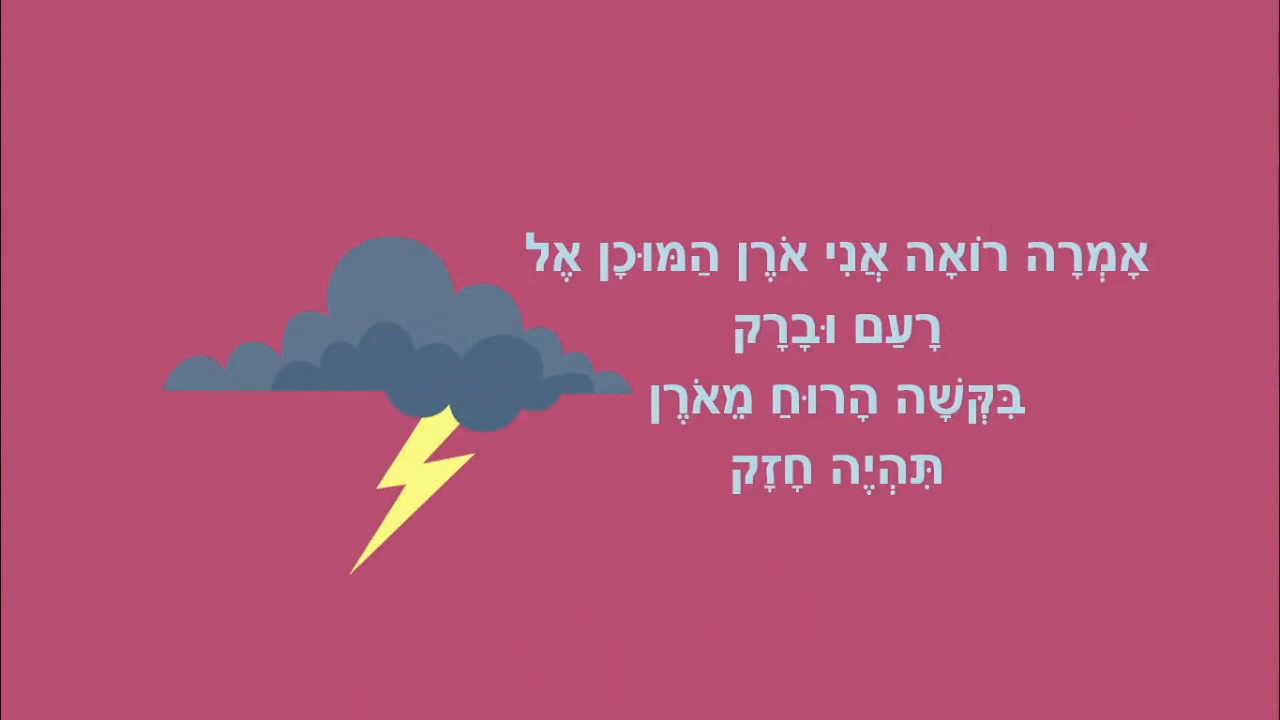 אָמְרָה רוֹאָה אֲנִי אֹרֶן הַמּוּכָּן אֶל
רָעַם וּבָרָק
בִּקְּשָׁה הָרוּחַ מֵאֹרֶן
תִּהְיֶה חָזָק